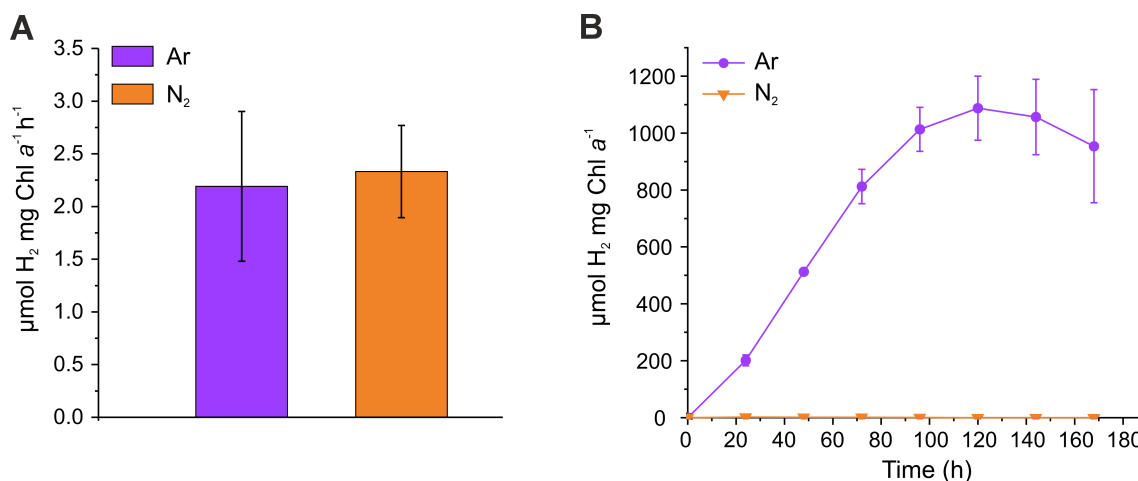 A
Ar
N₂
3.5
3.0
2.5
2.0
1.5
1.0
0.5
0.0
µmol H₂ mg Chl a⁻¹ h⁻¹
B
Ar
N₂
1200
1000
800
600
400
200
0
µmol H₂ mg Chl a⁻¹
0 20 40 60 80 100 120 140 160 180
Time (h)